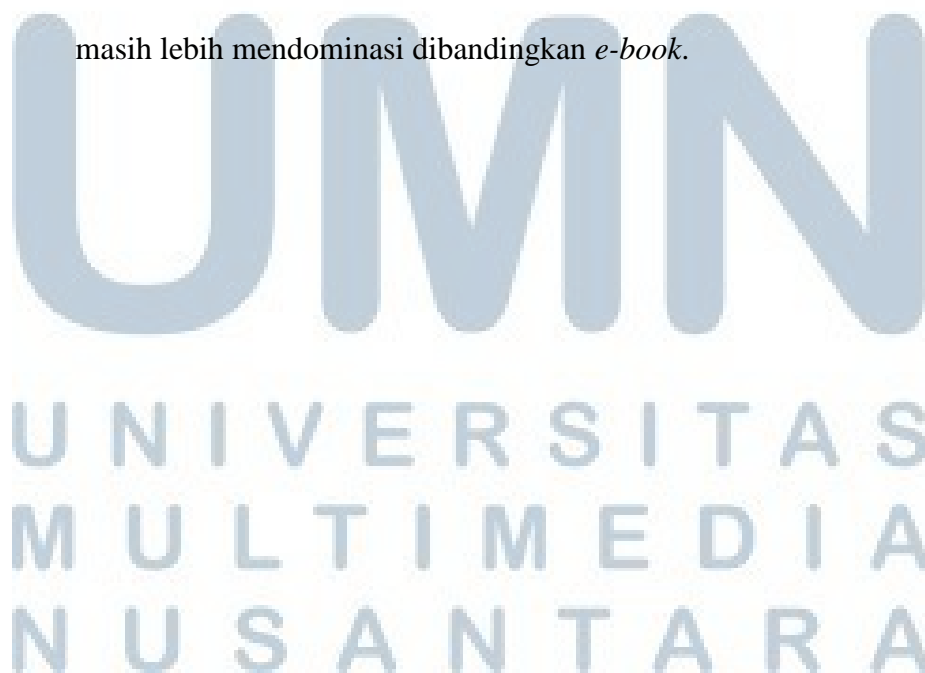 masih lebih mendominasi dibandingkan e-book.
UMN
UNIVERSITAS
MULTIMEDIA
NUSANTARA